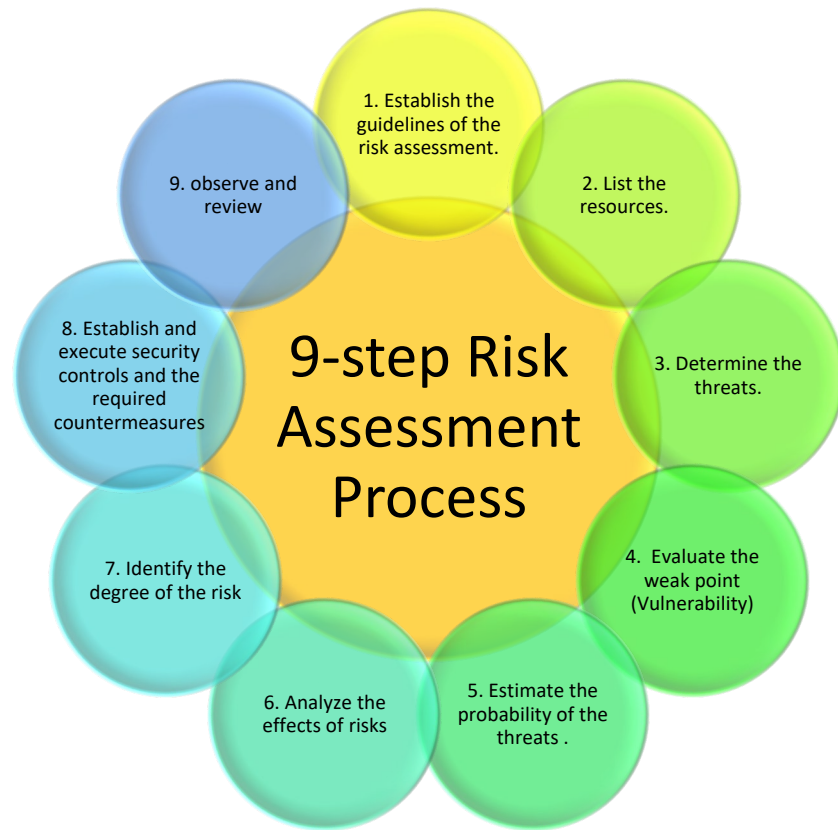 1. Establish the
guidelines of the
risk assessment.
2. List the
resources.
3. Determine the
threats.
4. Evaluate the
weak point
(Vulnerability)
5. Estimate the
probability of the
threats .
6. Analyze the
effects of risks
7. Identify the
degree of the risk
8. Establish and
execute security
controls and the
required
countermeasures
9. observe and
review
9-step Risk
Assessment
Process